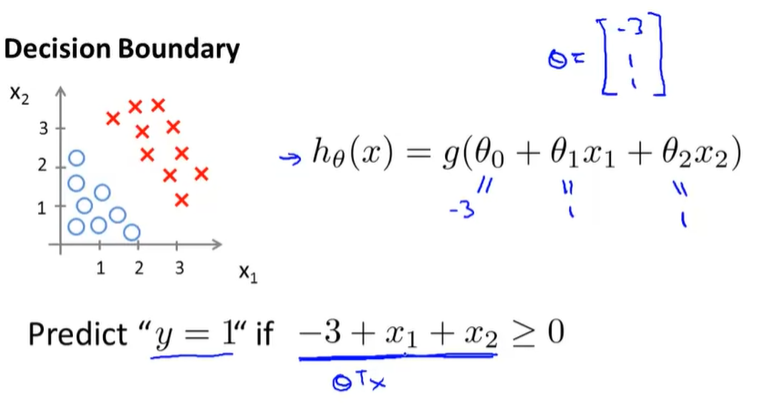 Decision Boundary
θ = [-3 1 1]
x₂
3
2
1
1 2 3
x₁
→ hθ(x) = g(θ₀ + θ₁x₁ + θ₂x₂)
" " "
-3 1 1
Predict “y = 1“ if −3 + x₁ + x₂ ≥ 0
θᵀx